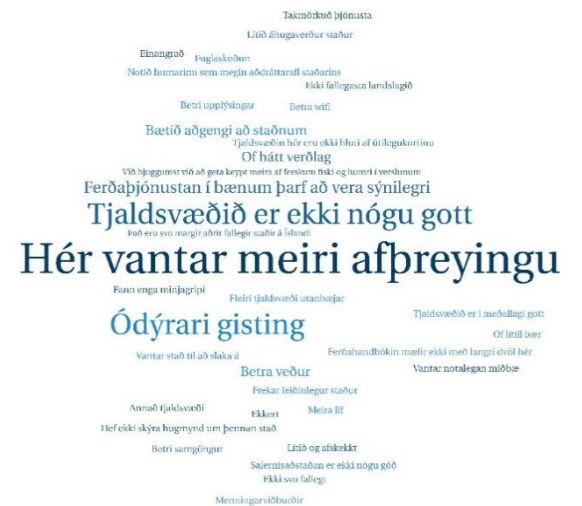 Takmörkuð þjónusta
Lítið áhugaverður staður
Einangrað
Fuglaskoðun
Notið humarinn sem megin aðdráttarafl staðarins
Ekki fallegasta landslagið
Betri upplýsingar
Betra wifi
Bætið aðgengi að staðnum
Tjaldsvæðin hér eru ekki hluti af útilegukortinu
Of hátt verðlag
Við bjuggumst við að geta keypt meira af ferskum fiski og humri í verslunum
Ferðaþjónustan í bænum þarf að vera sýnilegri
Tjaldsvæðið er ekki nógu gott
Það eru svo margir aðrir fallegir staðir á Íslandi
Hér vantar meiri afþreyingu
Fann enga minjagripi
Fleiri tjaldsvæði utanbæjar
Ódýrari gisting
Tjaldsvæðið er í meðallagi gott
Of lítill bær
Ferðahandbókin mælir ekki með langri dvöl hér
Vantar stað til að slaka á
Vantar notalegan miðbæ
Betra veður
Frekar leiðinlegur staður
Annað tjaldsvæði
Ekkert
Meira líf
Hef ekki skýra hugmynd um þennan stað
Betri samgöngur
Lítið og afskekkt
Salernisaðstaðan er ekki nógu góð
Ekki svo fallegt
Menningarviðburðir